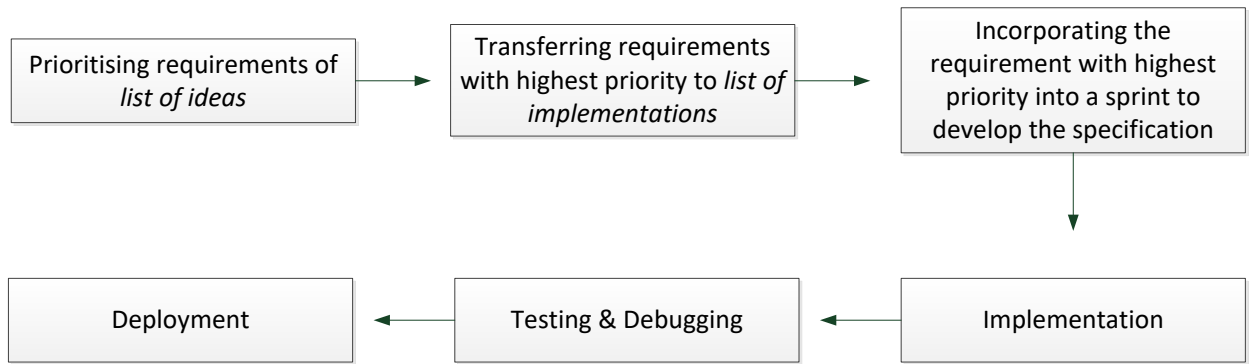 Prioritising requirements of
list of ideas
Transferring requirements
with highest priority to list of
implementations
Incorporating the
requirement with highest
priority into a sprint to
develop the specification
Implementation
Testing & Debugging
Deployment